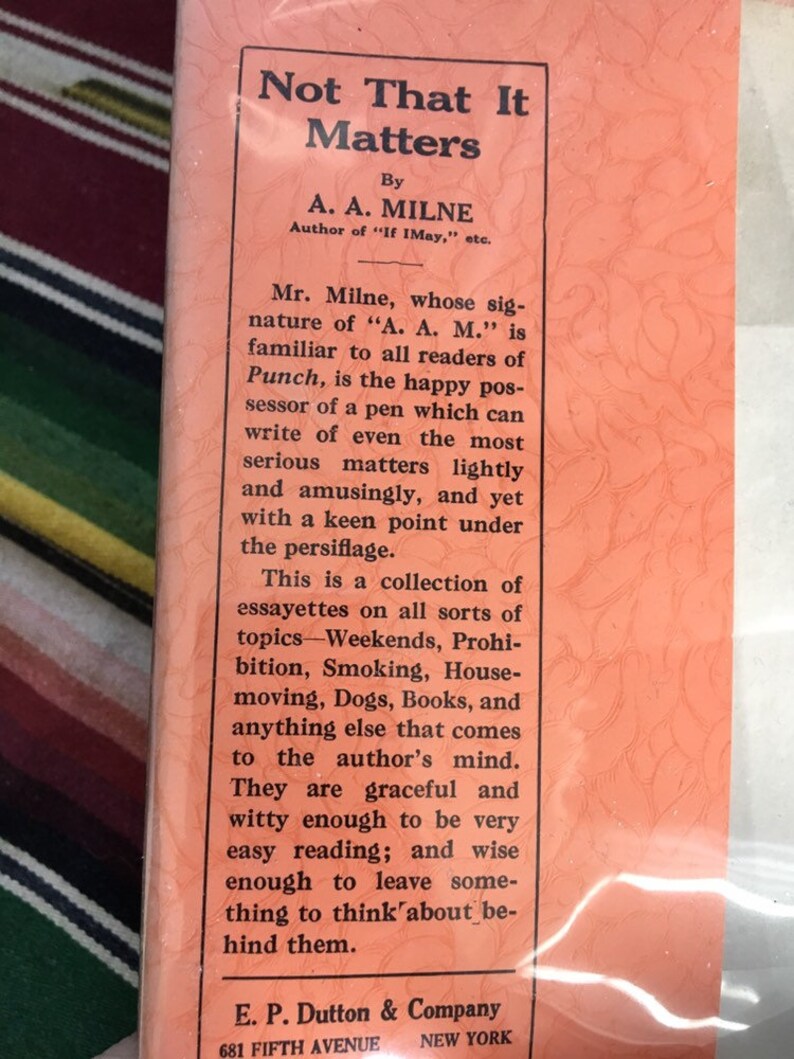 Not That It
Matters
By
A. A. MILNE
Author of "If IMay," etc.
Mr. Milne, whose sig-
nature of "A. A. M." is
familiar to all readers of
Punch, is the happy pos-
sessor of a pen which can
write of even the most
serious matters lightly
and amusingly, and yet
with a keen point under
the persiflage.
This is a collection of
essayettes on all sorts of
topics—Weekends, Prohi-
bition, Smoking, House-
moving, Dogs, Books, and
anything else that comes
to the author's mind.
They are graceful and
witty enough to be very
easy reading; and wise
enough to leave some-
thing to think about be-
hind them.
E. P. Dutton & Company
681 FIFTH AVENUE NEW YORK